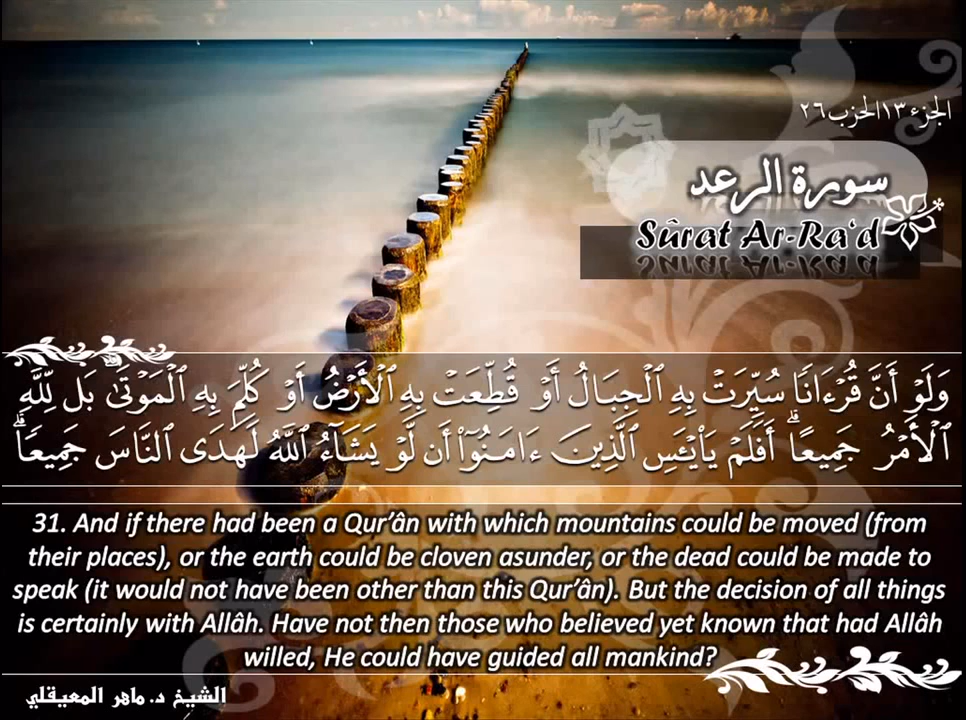 الجزء ١٣ الحزب ٢٦
سورة الرعد
Sûrat Ar-Ra‘d
وَلَوْ أَنَّ قُرْءَانًا سُيِّرَتْ بِهِ ٱلْجِبَالُ أَوْ قُطِّعَتْ بِهِ ٱلْأَرْضُ أَوْ كُلِّمَ بِهِ ٱلْمَوْتَىٰ ۗ بَل لِّلَّهِ
ٱلْأَمْرُ جَمِيعًا ۗ أَفَلَمْ يَا۟يْـَٔسِ ٱلَّذِينَ ءَامَنُوٓا۟ أَن لَّوْ يَشَآءُ ٱللَّهُ لَهَدَى ٱلنَّاسَ جَمِيعًا ۗ
31. And if there had been a Qur’ân with which mountains could be moved (from
their places), or the earth could be cloven asunder, or the dead could be made to
speak (it would not have been other than this Qur’ân). But the decision of all things
is certainly with Allâh. Have not then those who believed yet known that had Allâh
willed, He could have guided all mankind?
الشيخ د. ماهر المعيقلي